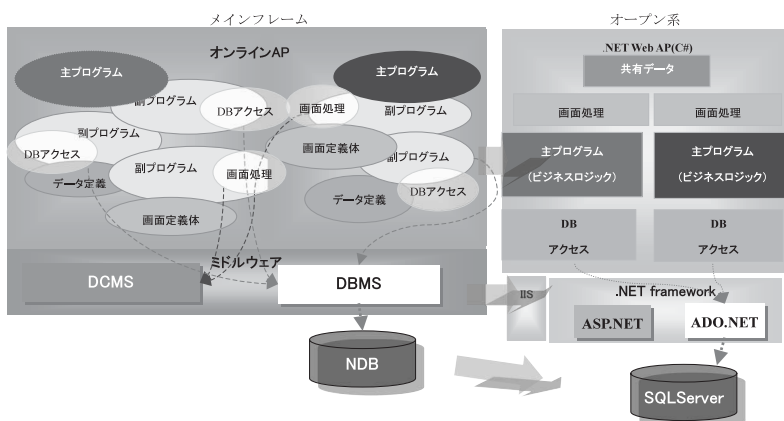 メインフレーム
オンラインAP
主プログラム
副プログラム
DBアクセス
副プログラム
DBアクセス
データ定義
副プログラム
画面処理
画面定義体
主プログラム
画面処理
副プログラム
画面定義体
副プログラム
DBアクセス
データ定義
ミドルウェア
DCMS
DBMS
NDB
オープン系
.NET Web AP(C#)
共有データ
画面処理
画面処理
主プログラム
(ビジネスロジック)
主プログラム
(ビジネスロジック)
DB
アクセス
DB
アクセス
IIS
.NET framework
ASP.NET
ADO.NET
SQLServer